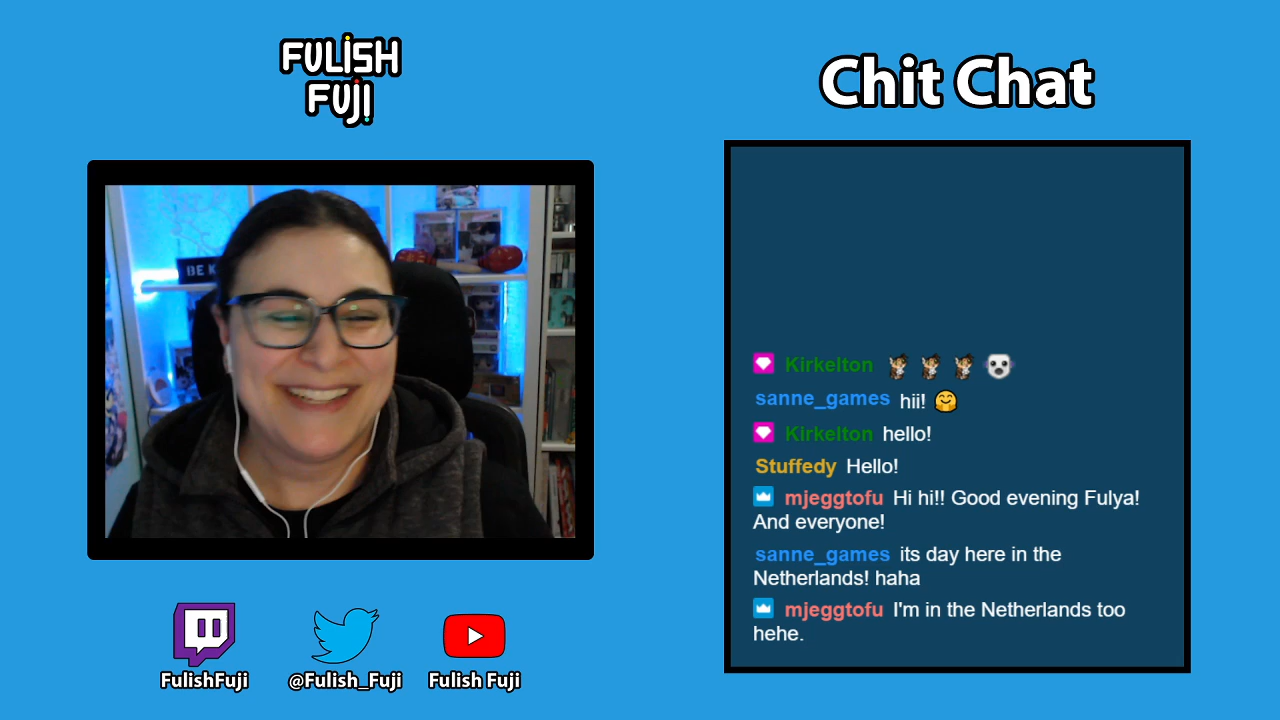 FULISH
FUJI
Chit Chat
BE K
Kirkelton
sanne_games hii!
Kirkelton hello!
Stuffedy Hello!
mjeggtofu Hi hi!! Good evening Fulya!
And everyone!
sanne_games its day here in the
Netherlands! haha
mjeggtofu I'm in the Netherlands too
hehe.
FulishFuji
@Fulish_Fuji
Fulish Fuji